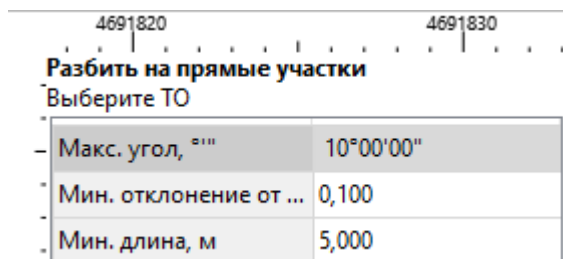 4691820 4691830
Разбить на прямые участки
Выберите ТО
Макс. угол, °'" 10°00'00"
Мин. отклонение от ... 0,100
Мин. длина, м 5,000